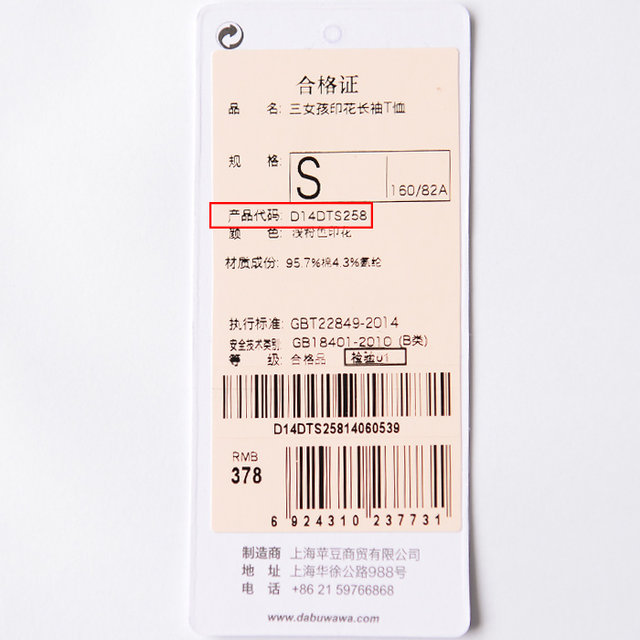 合格证
品 名: 三女孩印花长袖T恤
规 格: S 160/82A
产品代码: D14DTS258
颜 色: 浅粉色印花
材质成份: 95.7%棉4.3%氨纶
执行标准: GBT22849-2014
安全技术类别: GB18401-2010 (B类)
等 级: 合格品 检验01
D14DTS25814060539
RMB
378
6 924310 237731
制造商 上海苹豆商贸有限公司
地 址 上海华徐公路988号
电 话 +86 21 59766868
www.dabuwawa.com